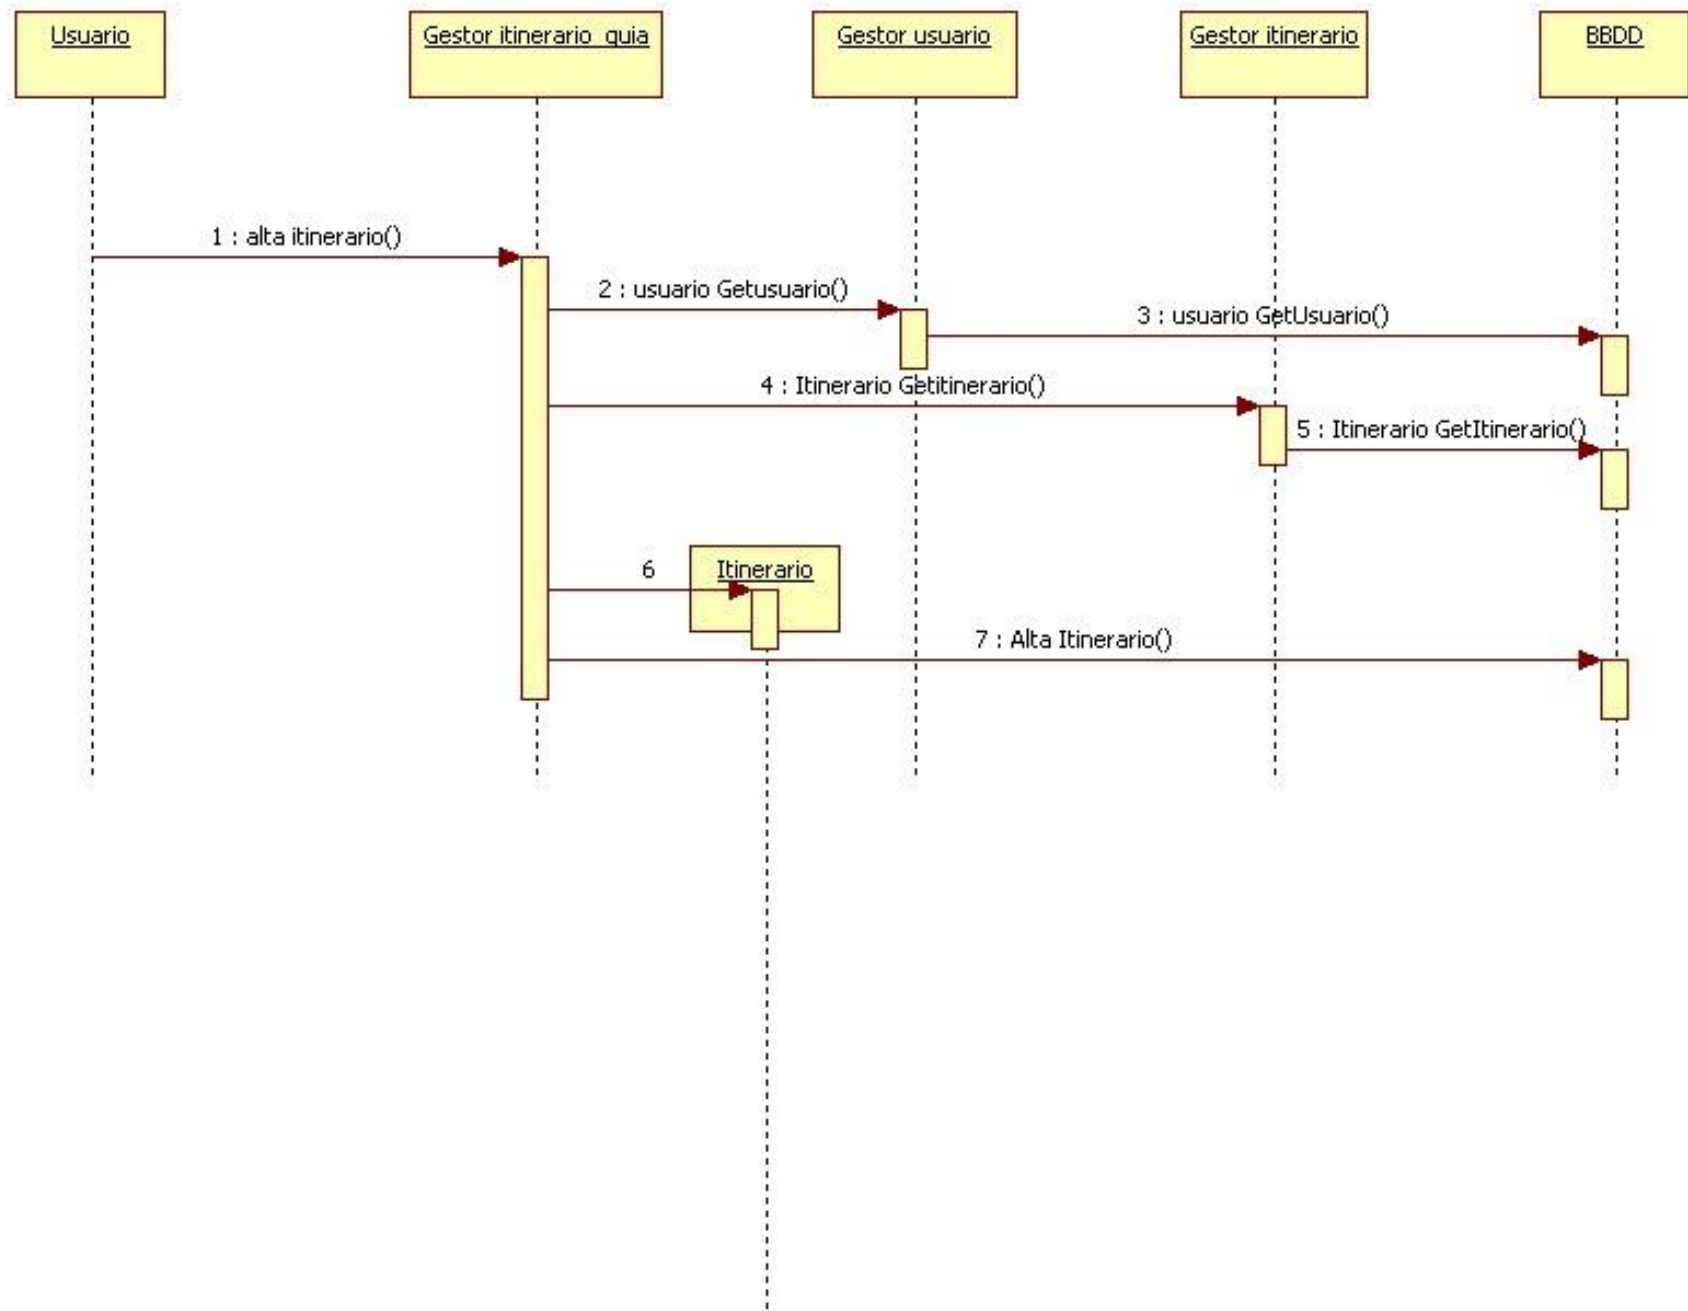 Usuario
Gestor itinerario_guia
Gestor usuario
Gestor itinerario
BBDD
1 : alta itinerario()
2 : usuario Getusuario()
3 : usuario GetUsuario()
4 : Itinerario Getitinerario()
5 : Itinerario GetItinerario()
6
Itinerario
7 : Alta Itinerario()